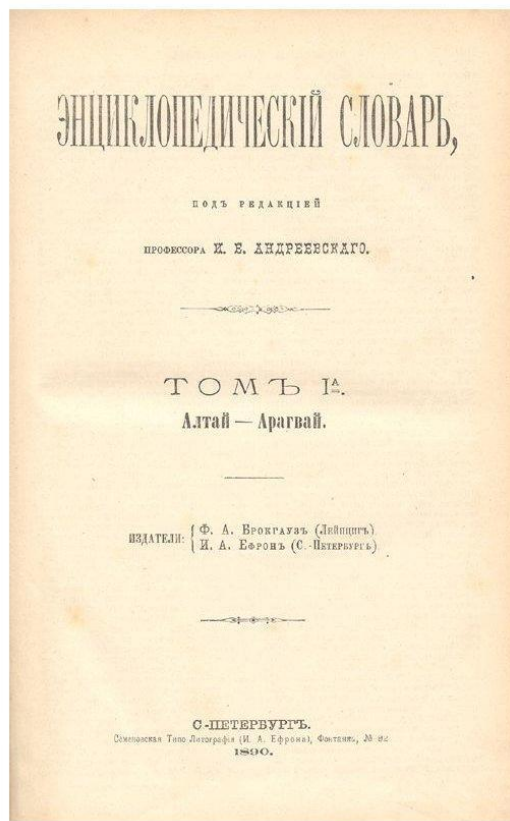 ЭНЦИКЛОПЕДИЧЕСКІЙ СЛОВАРЬ,
ПОДЪ РЕДАКЦІЕЙ
ПРОФЕССОРА И. Е. АНДРЕЕВСКАГО.
ТОМЪ Iᴬ.
Алтай — Арагвай.
ИЗДАТЕЛИ:
Ф. А. БРОКГАУЗЪ (ЛЕЙПЦИГЪ)
И. А. ЕФРОНЪ (С.-ПЕТЕРБУРГЪ)
С-ПЕТЕРБУРГЪ.
Семеновская Типо Литографія (И. А. Ефрона), Фонтанка, №
1890.